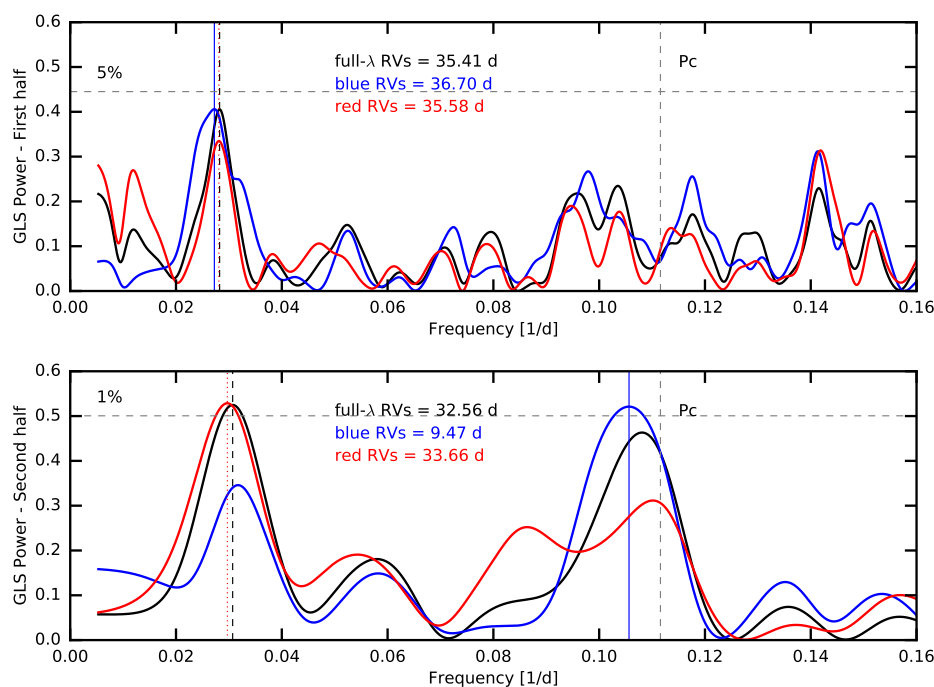 0.6
0.5
0.4
0.3
0.2
0.1
0.0
GLS Power - First half
5%
full-λ RVs = 35.41 d
blue RVs = 36.70 d
red RVs = 35.58 d
Pc
0.00 0.02 0.04 0.06 0.08 0.10 0.12 0.14 0.16
Frequency [1/d]
0.6
0.5
0.4
0.3
0.2
0.1
0.0
GLS Power - Second half
1%
full-λ RVs = 32.56 d
blue RVs = 9.47 d
red RVs = 33.66 d
Pc
0.00 0.02 0.04 0.06 0.08 0.10 0.12 0.14 0.16
Frequency [1/d]